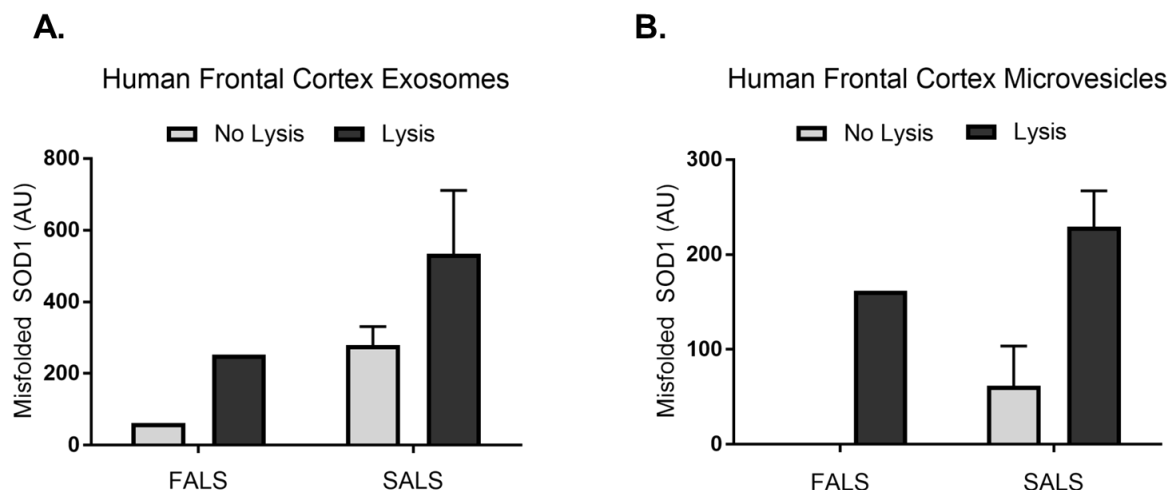 A.
Human Frontal Cortex Exosomes
No Lysis Lysis
Misfolded SOD1 (AU)
800
600
400
200
0
FALS SALS
B.
Human Frontal Cortex Microvesicles
No Lysis Lysis
Misfolded SOD1 (AU)
300
200
100
0
FALS SALS